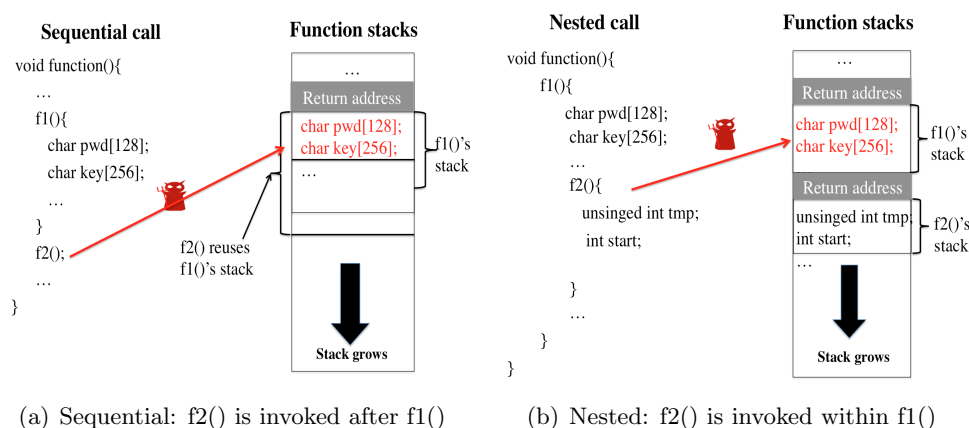 Sequential call
Function stacks
void function(){
…
f1(){
char pwd[128];
char key[256];
…
}
f2();
…
}
…
Return address
char pwd[128];
char key[256];
…
f1()'s
stack
f2() reuses
f1()'s stack
Stack grows
(a) Sequential: f2() is invoked after f1()
Nested call
Function stacks
void function(){
f1(){
char pwd[128];
char key[256];
…
f2(){
unsinged int tmp;
int start;
}
…
}
}
…
Return address
char pwd[128];
char key[256];
…
f1()'s
stack
Return address
unsinged int tmp;
int start;
…
f2()'s
stack
Stack grows
(b) Nested: f2() is invoked within f1()